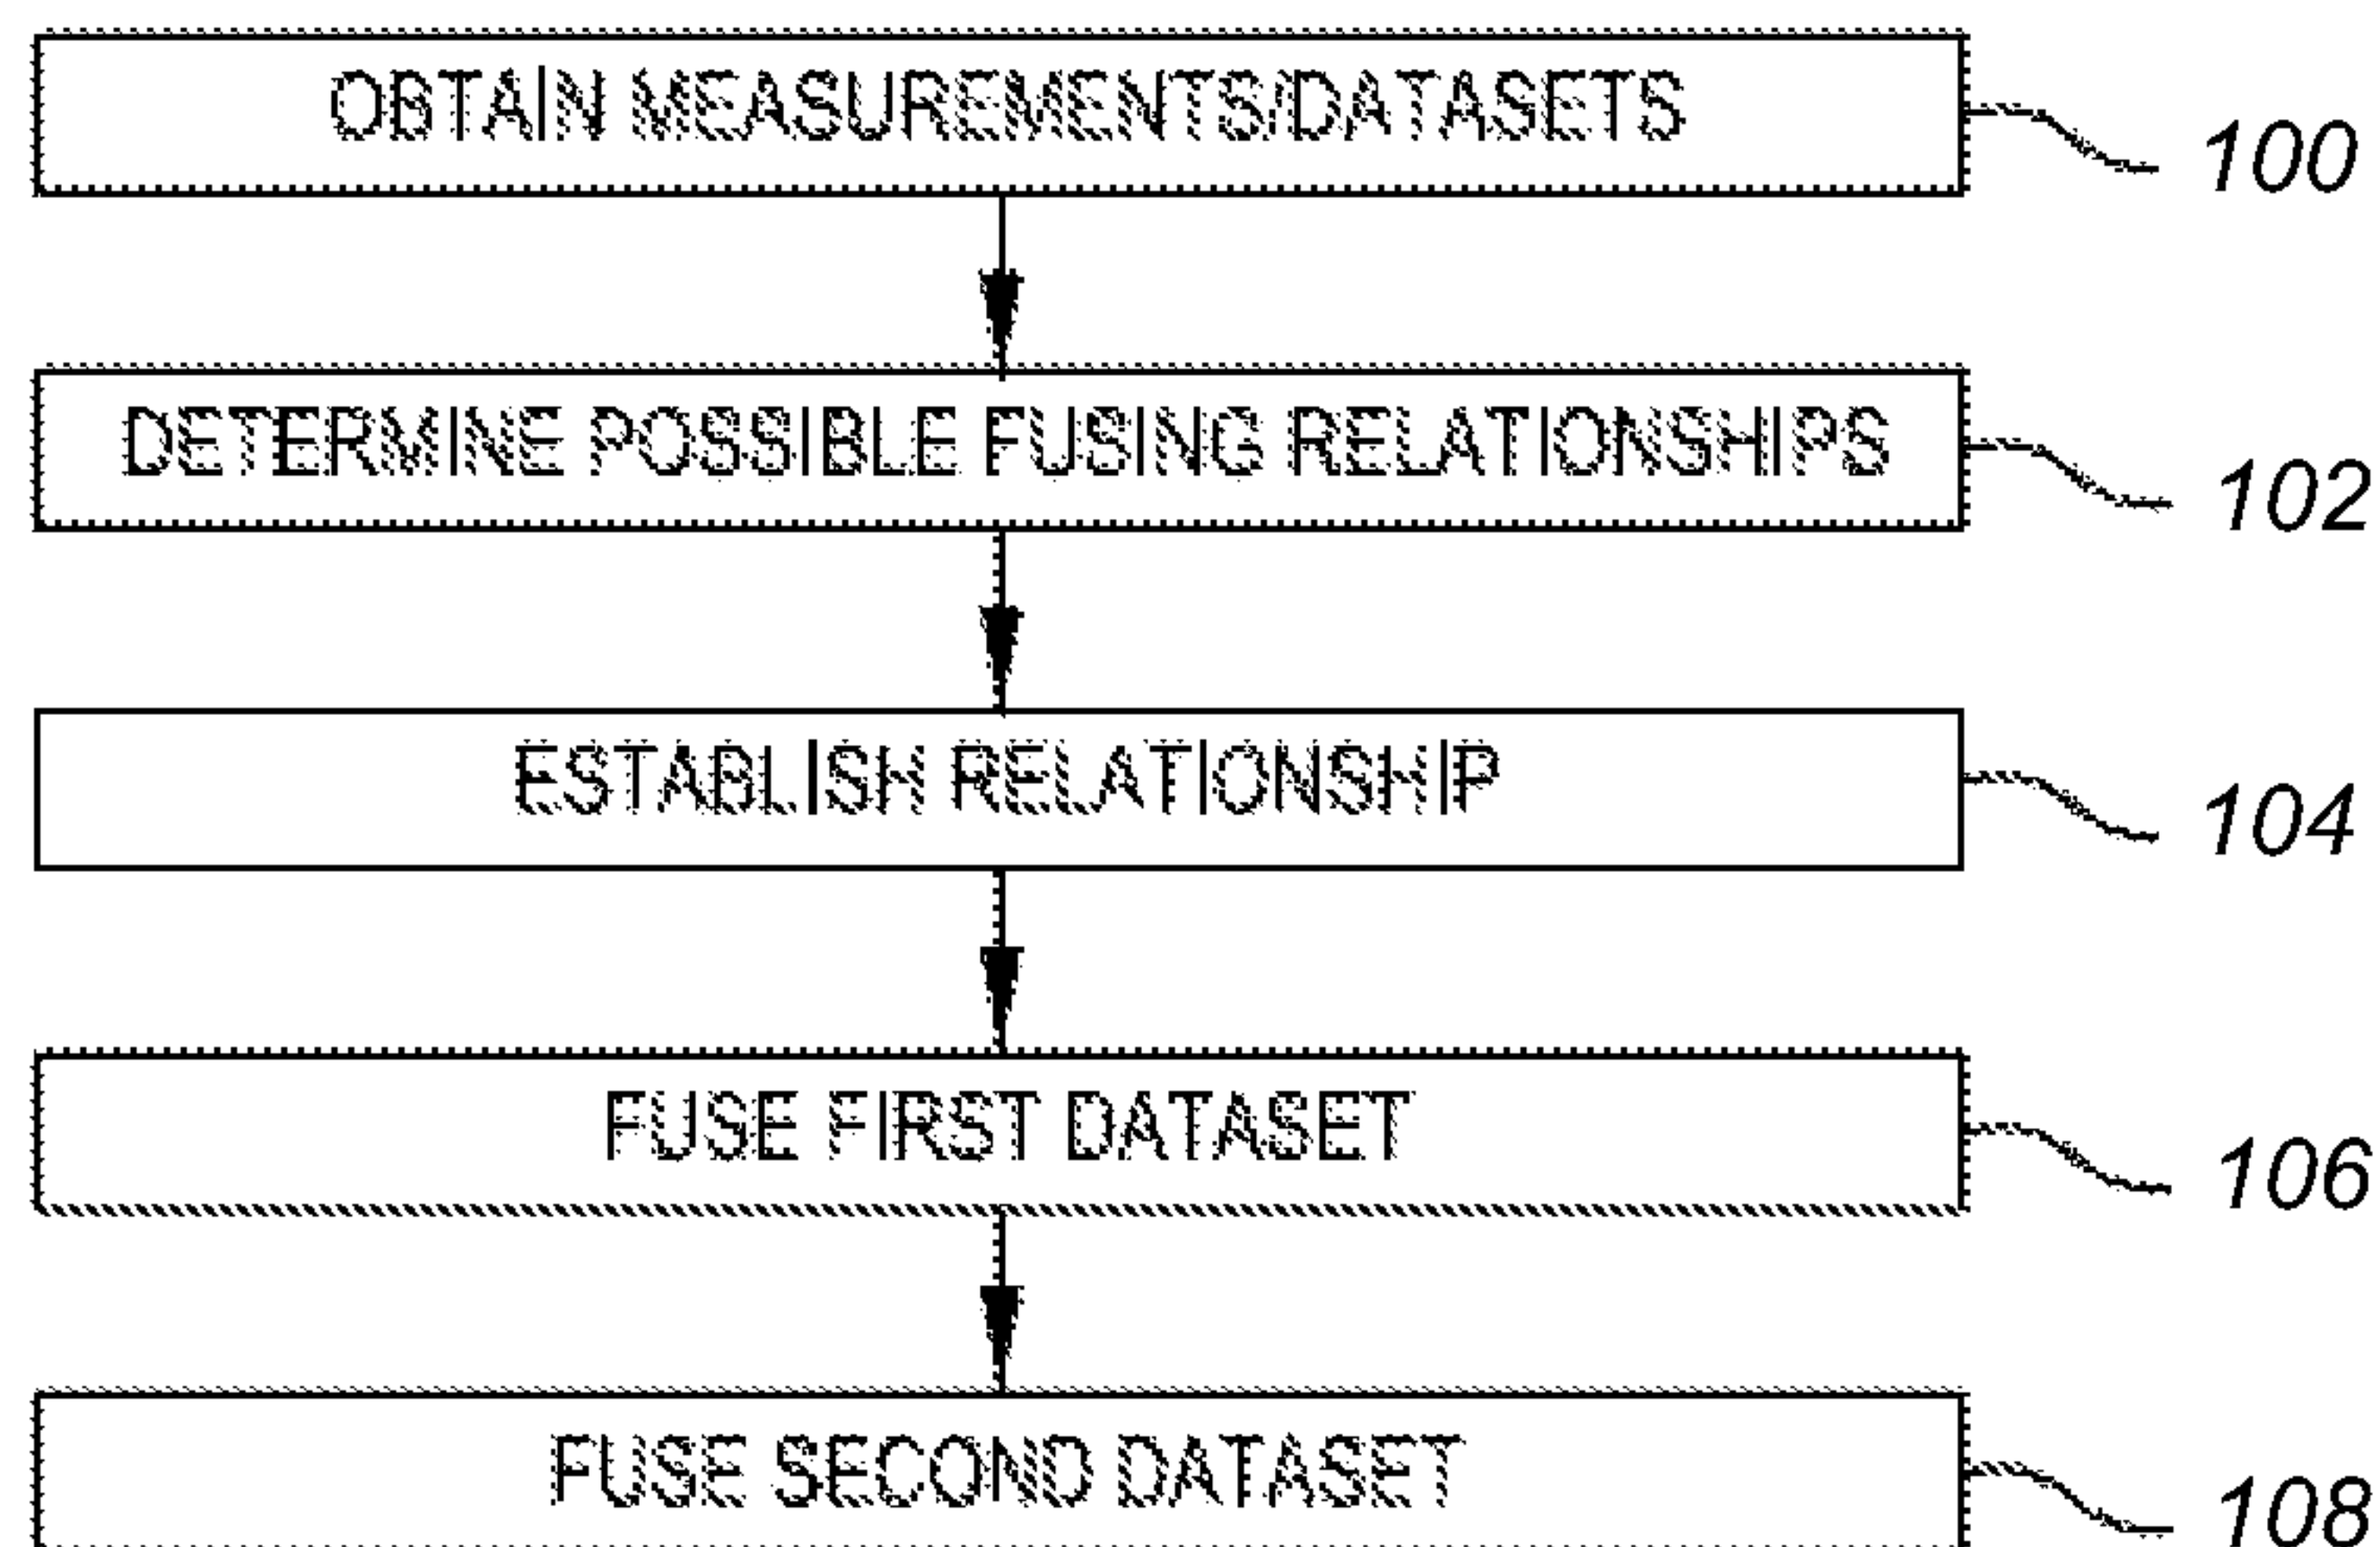 OBTAIN MEASUREMENTS/DATASETS
100
DETERMINE POSSIBLE FUSING RELATIONSHIPS
102
ESTABLISH RELATIONSHIP
104
FUSE FIRST DATASET
106
FUSE SECOND DATASET
108